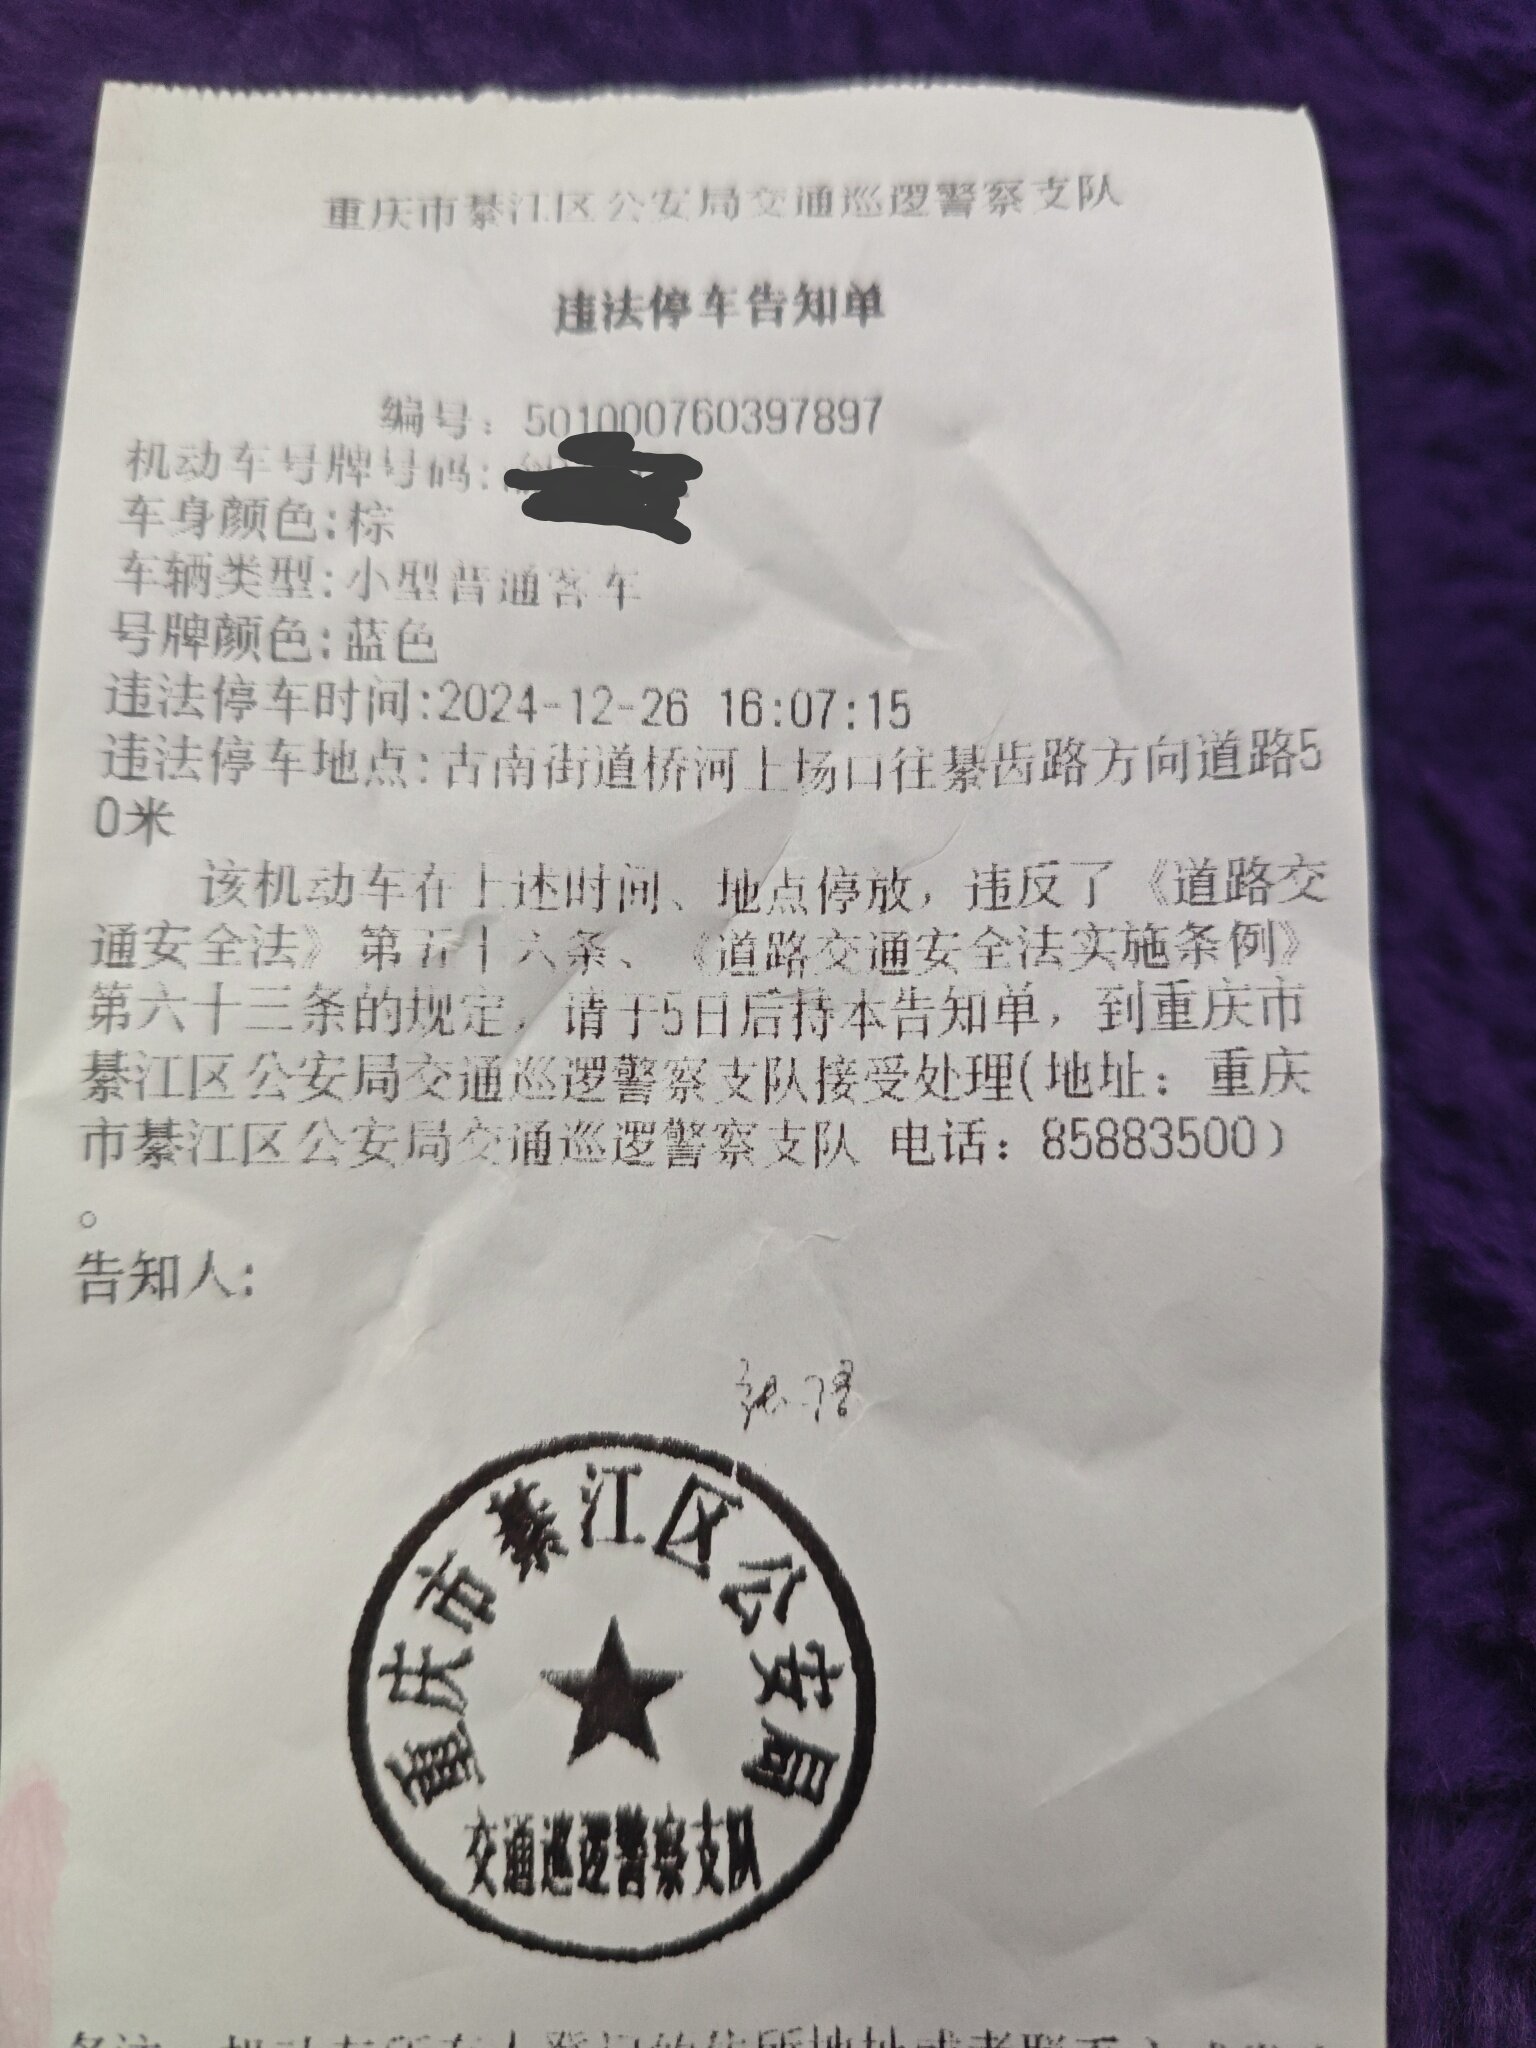 重庆市綦江区公安局交通巡逻警察支队
违法停车告知单
编号：501000760397897
机动车号牌号码:
车身颜色:棕
车辆类型:小型普通客车
号牌颜色:蓝色
违法停车时间:2024-12-26 16:07:15
违法停车地点:古南街道桥河上场口往綦齿路方向道路5
0米
该机动车在上述时间、地点停放，违反了《道路交
通安全法》第五十六条、《道路交通安全法实施条例》
第六十三条的规定，请于5日后持本告知单，到重庆市
綦江区公安局交通巡逻警察支队接受处理(地址：重庆
市綦江区公安局交通巡逻警察支队 电话：85883500）
。
告知人:
重庆市綦江区公安局
交通巡逻警察支队